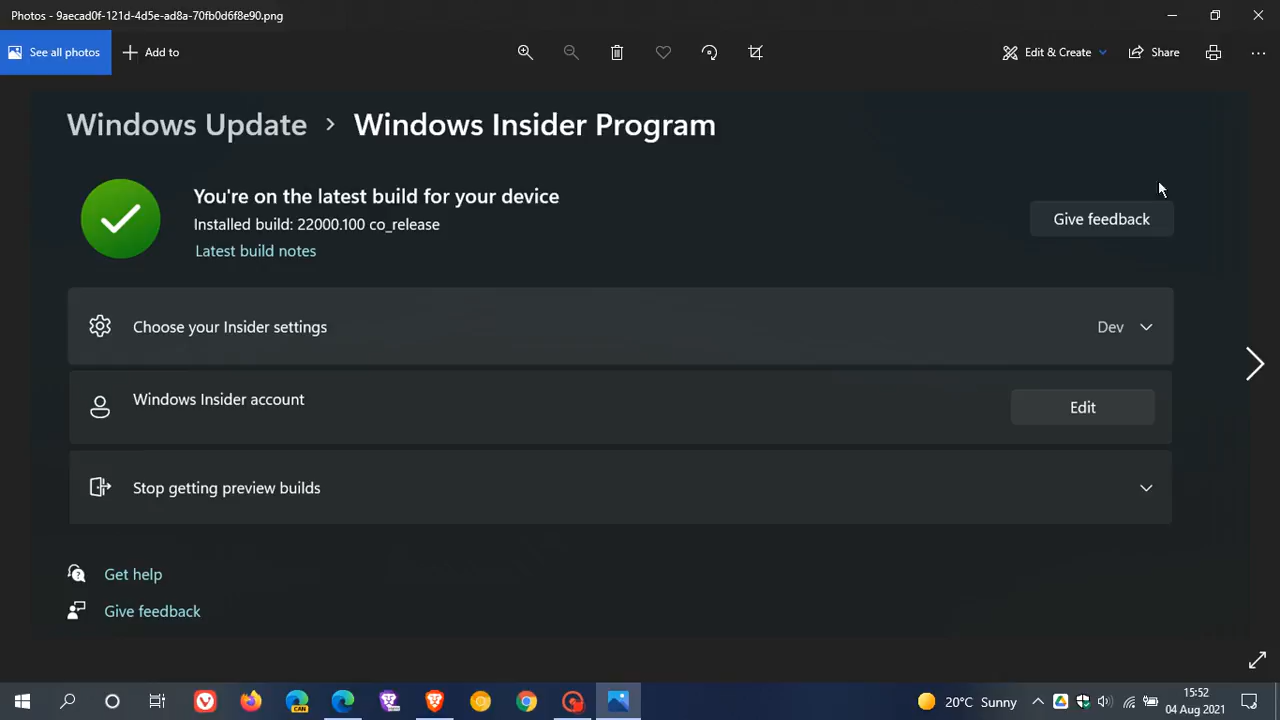 Photos - 9aecad0f-121d-4d5e-ad8a-70fb0d6f8e90.png
See all photos
Add to
Edit & Create
Share
Windows Update > Windows Insider Program
You're on the latest build for your device
Installed build: 22000.100 co_release
Latest build notes
Give feedback
Choose your Insider settings
Dev
Windows Insider account
Edit
Stop getting preview builds
Get help
Give feedback
CAN
20°C Sunny
15:52
04 Aug 2021